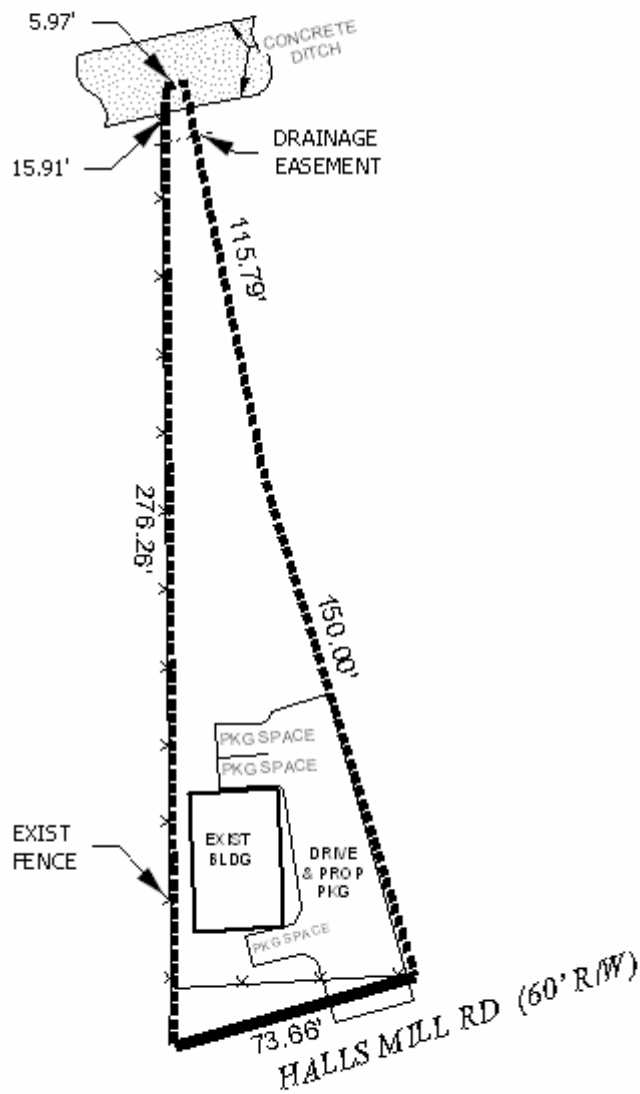 5.97'
CONCRETE
DITCH
15.91'
DRAINAGE
EASEMENT
115.79'
276.26'
150.00'
PKG SPACE
PKG SPACE
EXIST
FENCE
EXIST
BLDG
DRIVE
& PROP
PKG
PKG SPACE
73.66'
HALLS MILL RD (60' R/W)